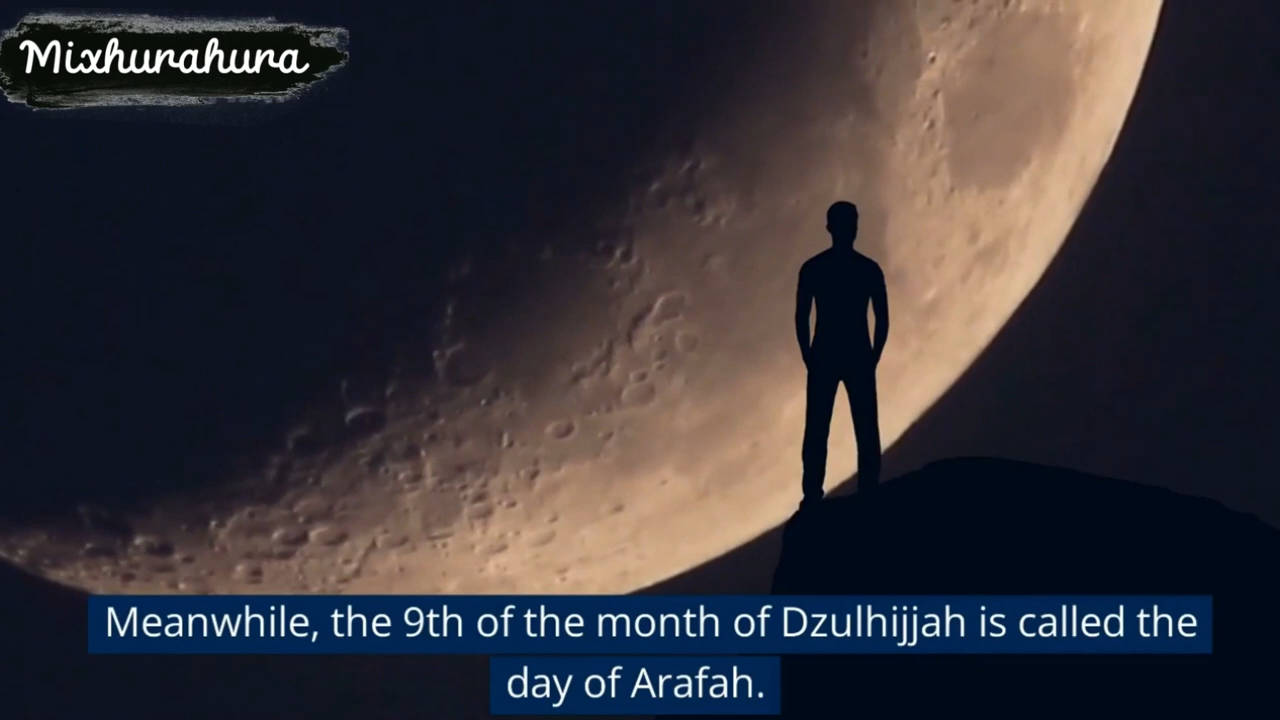 Mixhurahura
Meanwhile, the 9th of the month of Dzulhijjah is called the
day of Arafah.